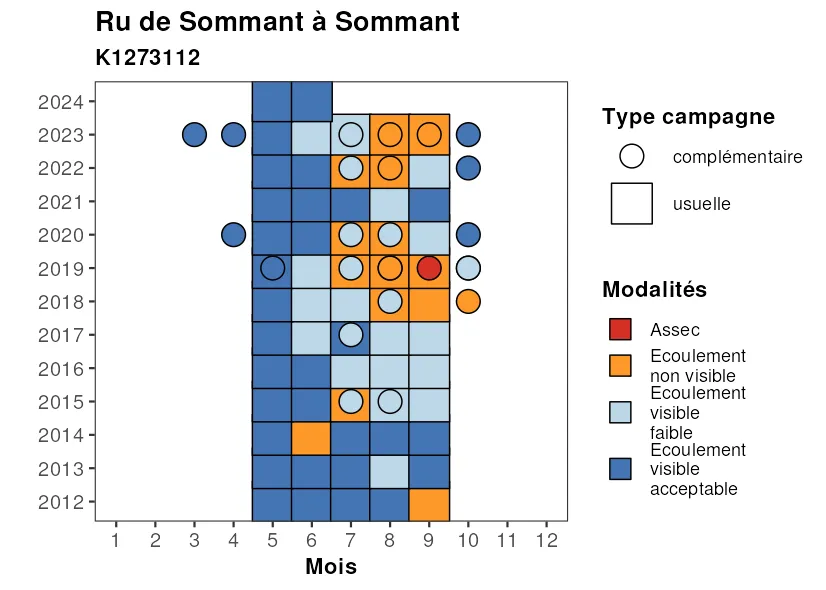 Ru de Sommant à Sommant
K1273112
2024
2023
2022
2021
2020
2019
2018
2017
2016
2015
2014
2013
2012
1 2 3 4 5 6 7 8 9 10 11 12
Mois
Type campagne
complémentaire
usuelle
Modalités
Assec
Ecoulement
non visible
Ecoulement
visible
faible
Ecoulement
visible
acceptable